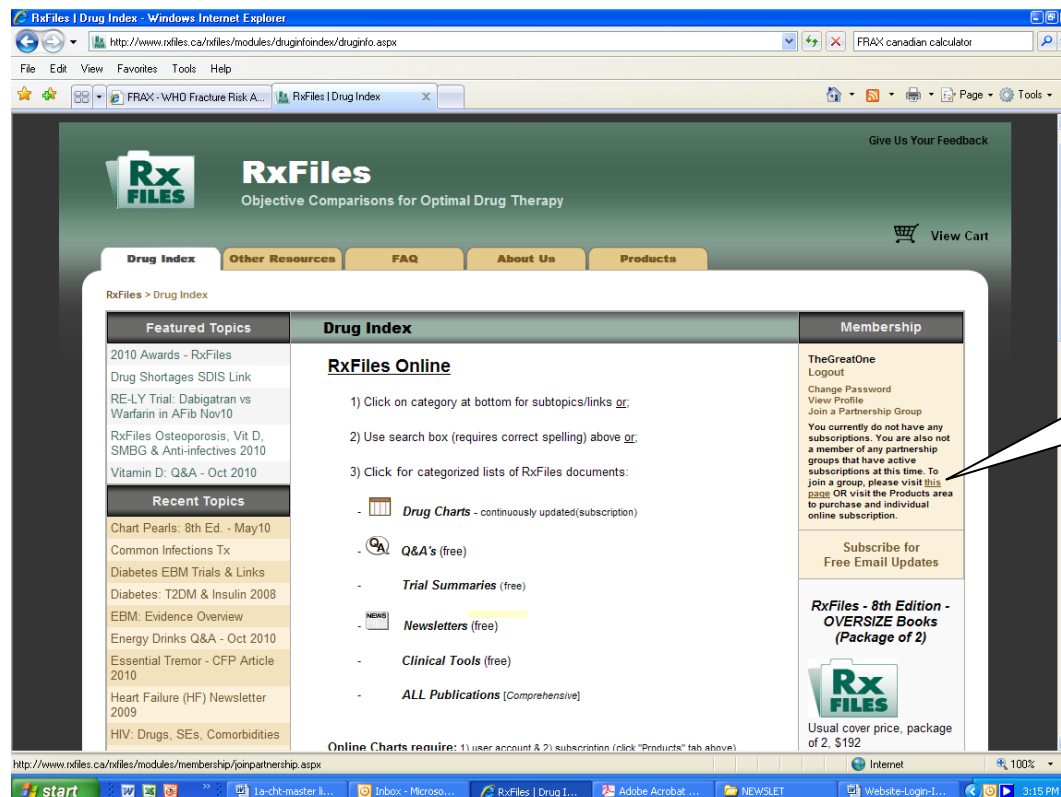 RxFiles | Drug Index - Windows Internet Explorer
http://www.rxfiles.ca/rxfiles/modules/druginfoindex/druginfo.aspx
FRAX canadian calculator
File Edit View Favorites Tools Help
FRAX - WHO Fracture Risk A...
RxFiles | Drug Index
Page
Tools
Give Us Your Feedback
Rx
FILES
RxFiles
Objective Comparisons for Optimal Drug Therapy
View Cart
Drug Index
Other Resources
FAQ
About Us
Products
RxFiles > Drug Index
Featured Topics
2010 Awards - RxFiles
Drug Shortages SDIS Link
RE-LY Trial: Dabigatran vs
Warfarin in AFib Nov10
RxFiles Osteoporosis, Vit D,
SMBG & Anti-infectives 2010
Vitamin D: Q&A - Oct 2010
Recent Topics
Chart Pearls: 8th Ed. - May10
Common Infections Tx
Diabetes EBM Trials & Links
Diabetes: T2DM & Insulin 2008
EBM: Evidence Overview
Energy Drinks Q&A - Oct 2010
Essential Tremor - CFP Article
2010
Heart Failure (HF) Newsletter
2009
HIV: Drugs, SEs, Comorbidities
Drug Index
RxFiles Online
1) Click on category at bottom for subtopics/links or;
2) Use search box (requires correct spelling) above or;
3) Click for categorized lists of RxFiles documents:
- Drug Charts - continuously updated(subscription)
- QA Q&A's (free)
- Trial Summaries (free)
- NEWS Newsletters (free)
- Clinical Tools (free)
- ALL Publications [Comprehensive]
Online Charts require: 1) user account & 2) subscription (click "Products" tab above)
Membership
TheGreatOne
Logout
Change Password
View Profile
Join a Partnership Group
You currently do not have any
subscriptions. You are also not
a member of any partnership
groups that have active
subscriptions at this time. To
join a group, please visit this
page OR visit the Products area
to purchase and individual
online subscription.
Subscribe for
Free Email Updates
RxFiles - 8th Edition -
OVERSIZE Books
(Package of 2)
Rx
FILES
Usual cover price, package
of 2, $192
http://www.rxfiles.ca/rxfiles/modules/membership/joinpartnership.aspx
Internet
100%
start
1a-cht-master li...
Inbox - Microso...
RxFiles | Drug I...
Adobe Acrobat ...
NEWSLET
Website-Login-I...
3:15 PM